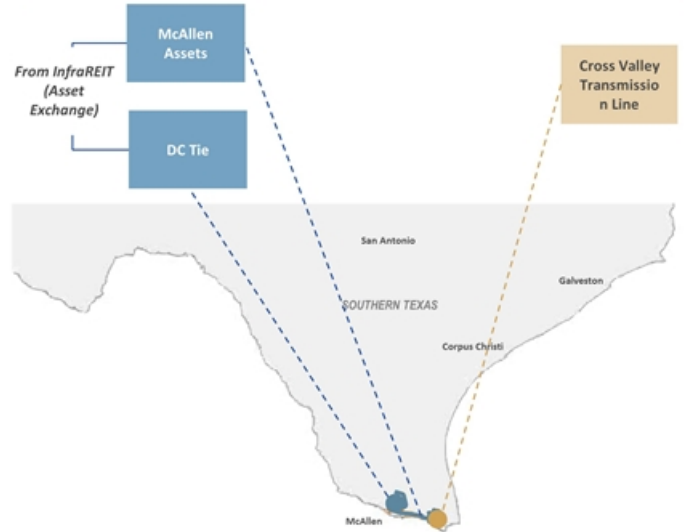 McAllen
Assets
From InfraREIT
(Asset
Exchange)
DC Tie
Cross Valley
Transmissio
n Line
San Antonio
Galveston
SOUTHERN TEXAS
Corpus Christi
McAllen